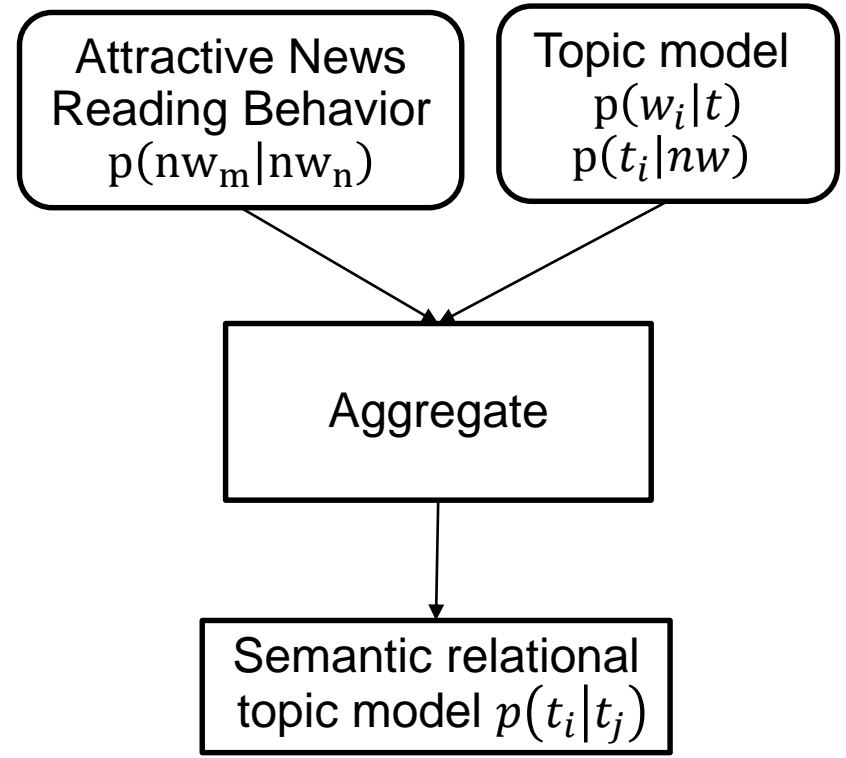 Attractive News
Reading Behavior
p(nwₘ|nwₙ)
Topic model
p(wᵢ|t)
p(tᵢ|nw)
Aggregate
Semantic relational
topic model p(tᵢ|tⱼ)